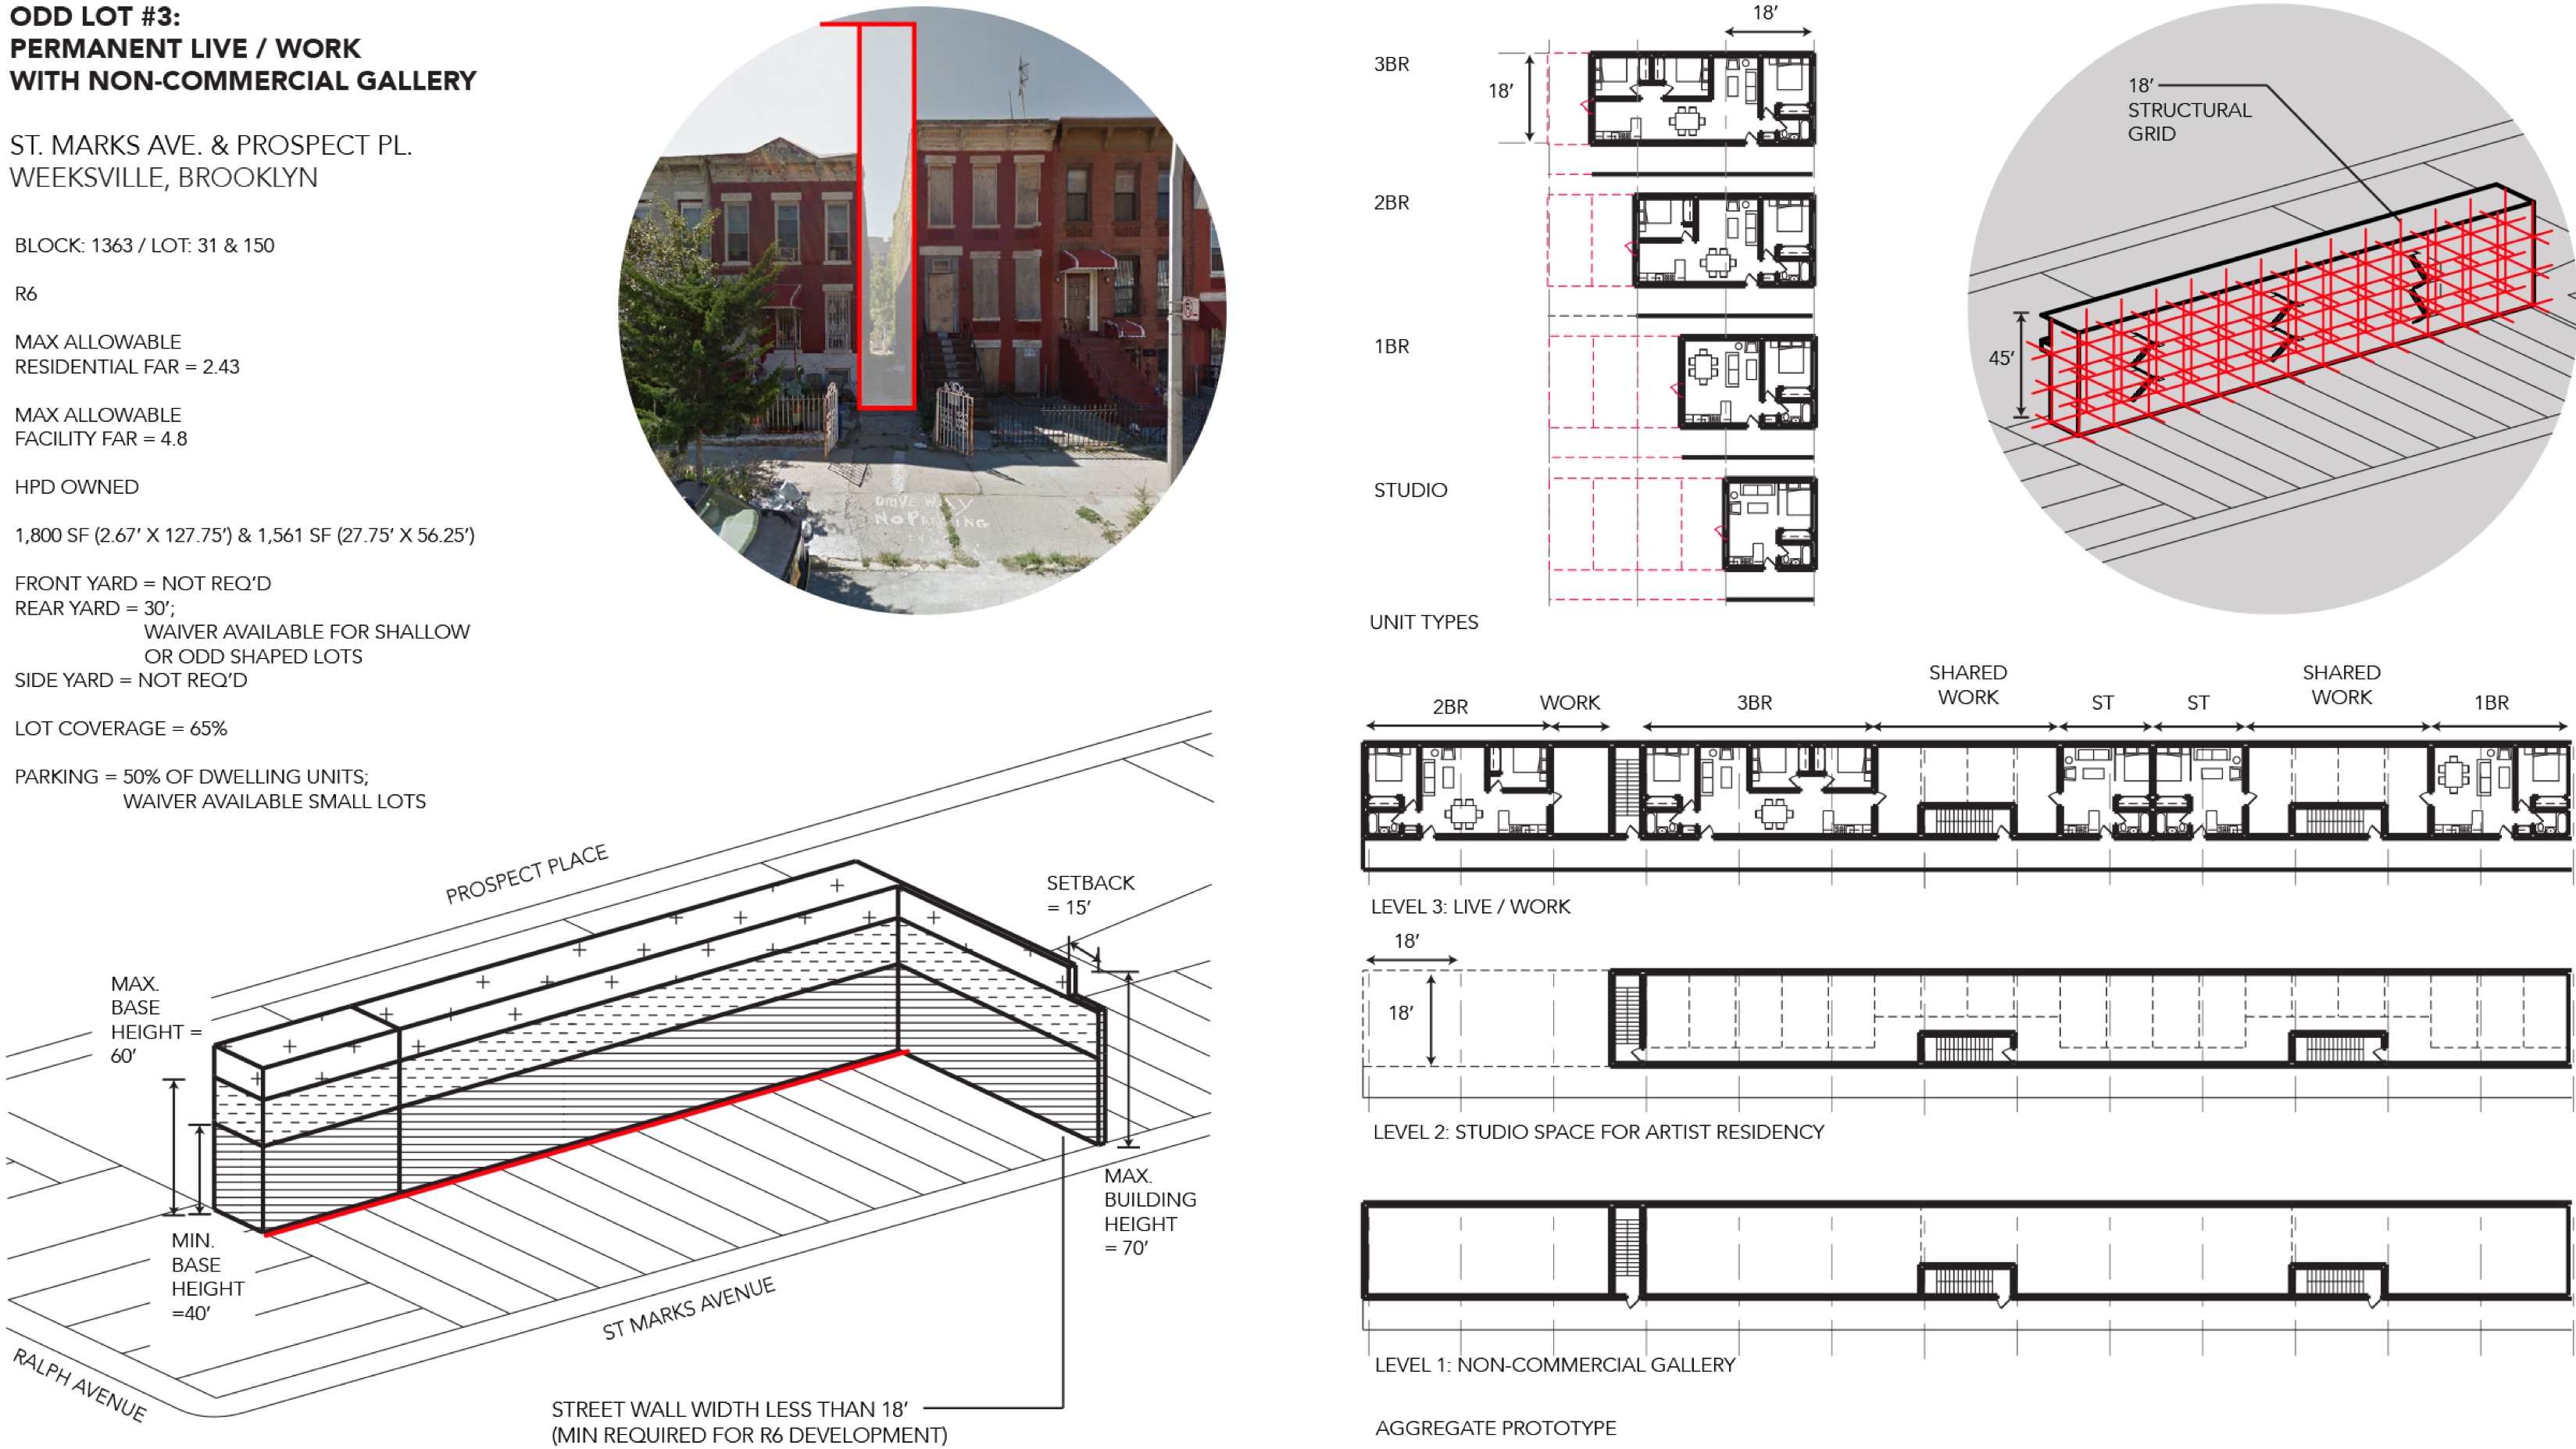 ODD LOT #3:
PERMANENT LIVE / WORK
WITH NON-COMMERCIAL GALLERY
ST. MARKS AVE. & PROSPECT PL.
WEEKSVILLE, BROOKLYN
BLOCK: 1363 / LOT: 31 & 150
R6
MAX ALLOWABLE
RESIDENTIAL FAR = 2.43
MAX ALLOWABLE
FACILITY FAR = 4.8
HPD OWNED
1,800 SF (2.67' X 127.75') & 1,561 SF (27.75' X 56.25')
FRONT YARD = NOT REQ'D
REAR YARD = 30';
WAIVER AVAILABLE FOR SHALLOW
OR ODD SHAPED LOTS
SIDE YARD = NOT REQ'D
LOT COVERAGE = 65%
PARKING = 50% OF DWELLING UNITS;
WAIVER AVAILABLE SMALL LOTS
DRIVE WAY
NO PARKING
PROSPECT PLACE
SETBACK
= 15'
MAX.
BASE
HEIGHT =
60'
MIN.
BASE
HEIGHT
=40'
MAX.
BUILDING
HEIGHT
= 70'
ST MARKS AVENUE
RALPH AVENUE
STREET WALL WIDTH LESS THAN 18'
(MIN REQUIRED FOR R6 DEVELOPMENT)
18'
3BR
18'
2BR
1BR
STUDIO
UNIT TYPES
18'
STRUCTURAL
GRID
45'
2BR
WORK
3BR
SHARED
WORK
ST
ST
SHARED
WORK
1BR
LEVEL 3: LIVE / WORK
18'
18'
LEVEL 2: STUDIO SPACE FOR ARTIST RESIDENCY
LEVEL 1: NON-COMMERCIAL GALLERY
AGGREGATE PROTOTYPE